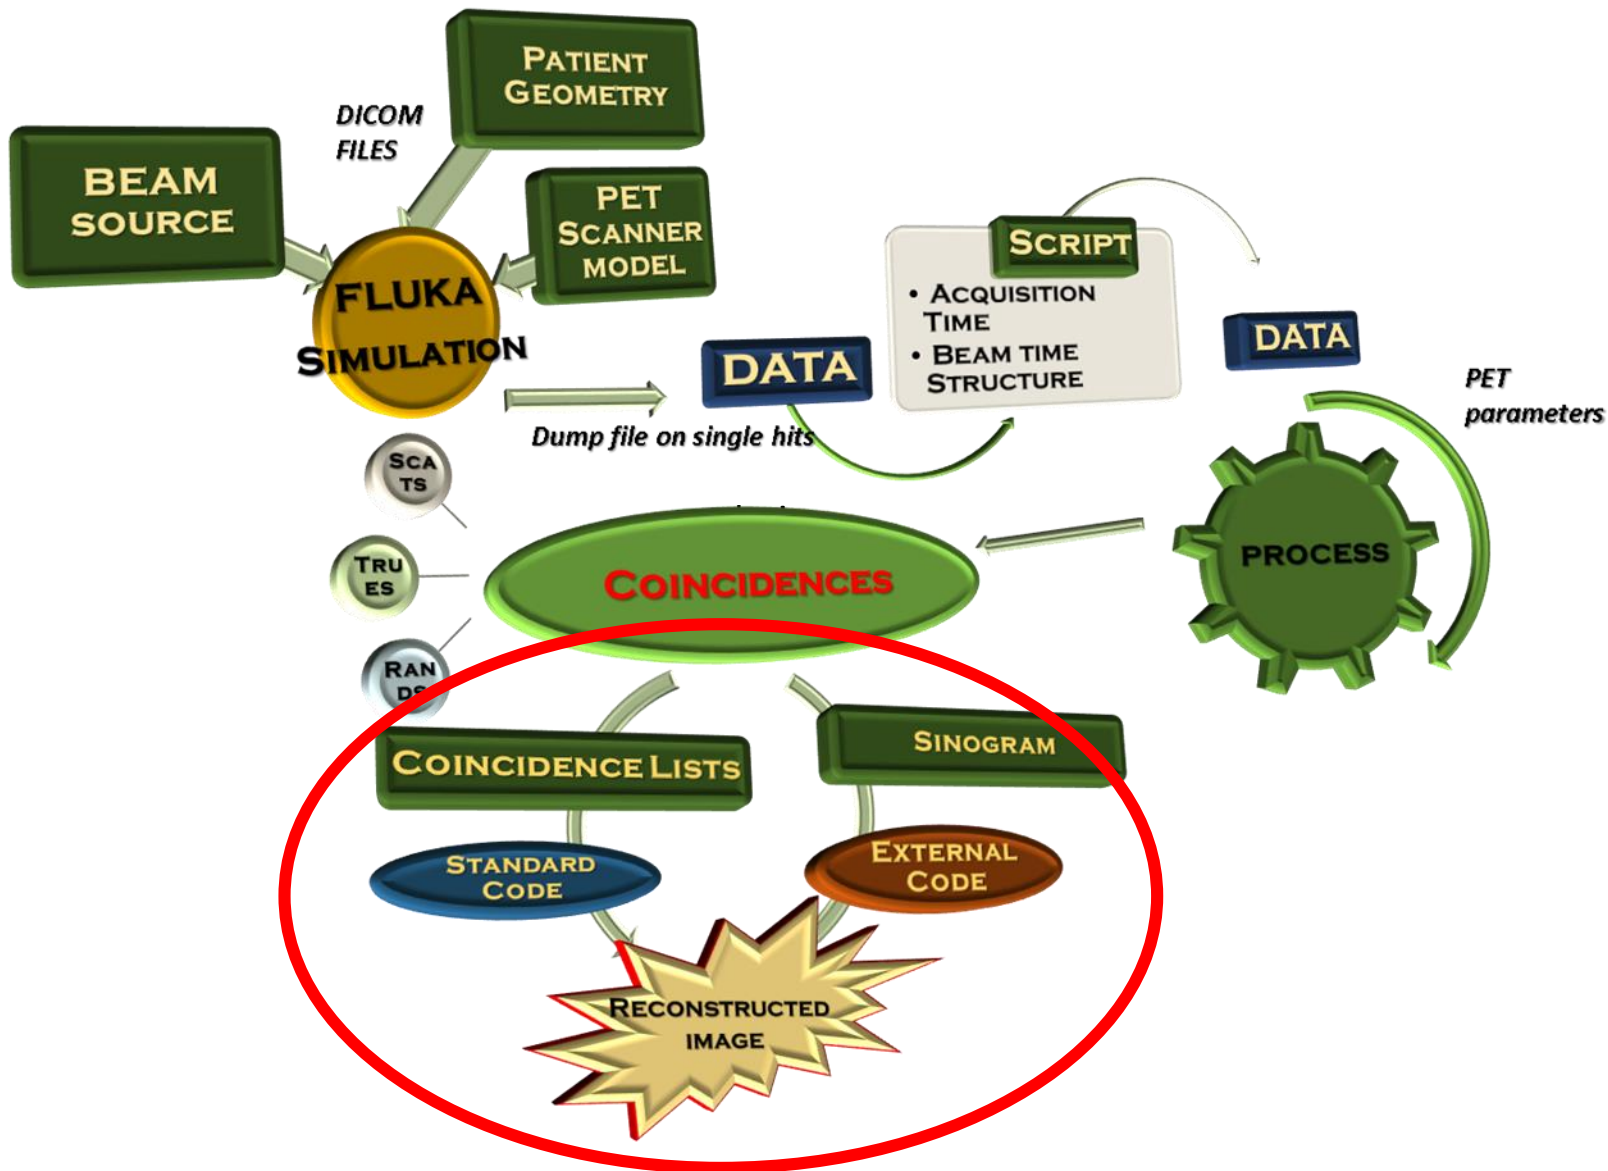 PATIENT
GEOMETRY
DICOM
FILES
BEAM
SOURCE
PET
SCANNER
MODEL
FLUKA
SIMULATION
SCRIPT
• ACQUISITION
TIME
• BEAM TIME
STRUCTURE
DATA
DATA
PET
parameters
Dump file on single hits
SCA
TS
TRU
ES
RAN
DS
COINCIDENCES
PROCESS
COINCIDENCE LISTS
SINOGRAM
STANDARD
CODE
EXTERNAL
CODE
RECONSTRUCTED
IMAGE